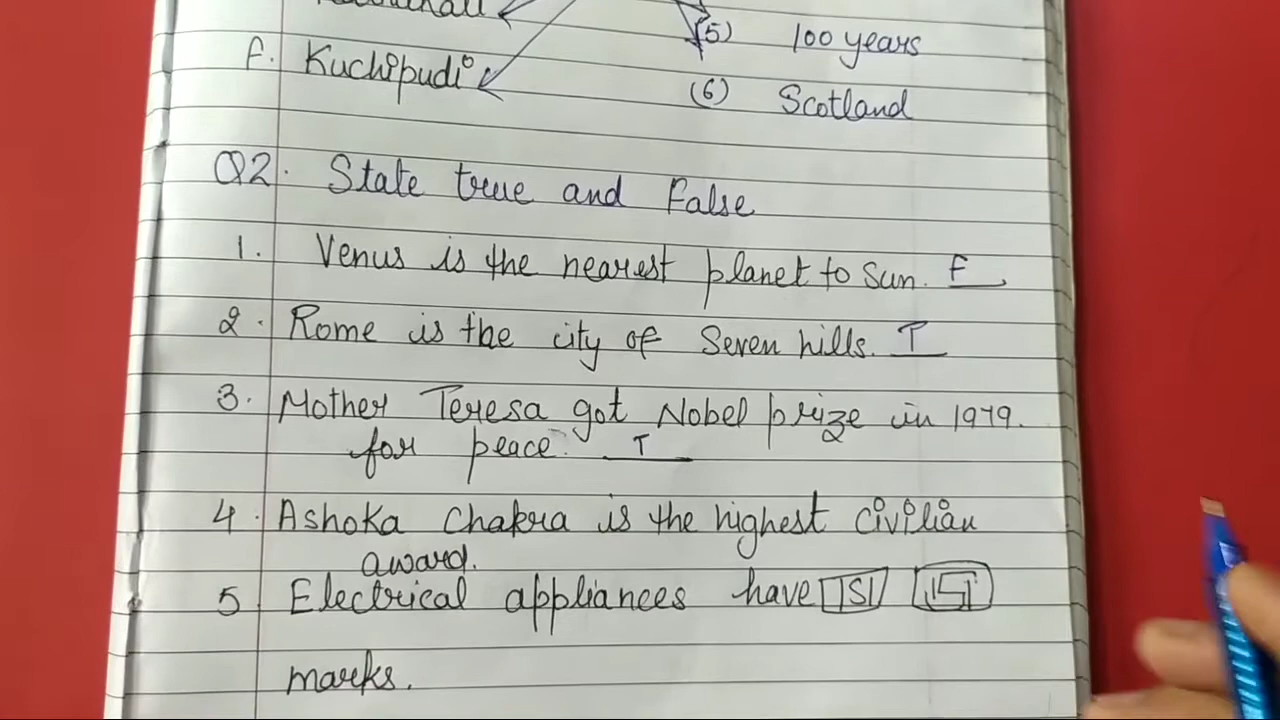 (5) 100 years
f. Kuchipudi
(6) Scotland
Q2. State true and False
1. Venus is the nearest planet to Sun. F
2. Rome is the city of Seven hills. T
3. Mother Teresa got Nobel prize in 1979.
for peace. T
4. Ashoka Chakra is the highest civilian
award.
5 Electrical appliances have ISI
marks.